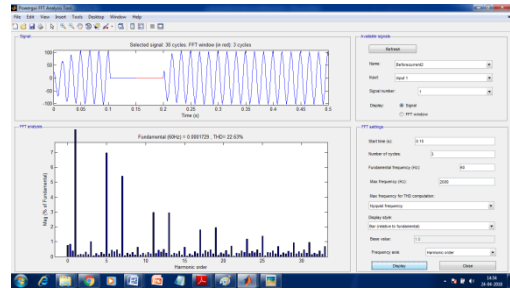 Powergui FFT Analysis Tool
File Edit View Insert Tools Desktop Window Help
Signal
Selected signal: 30 cycles. FFT window (in red): 3 cycles
100
50
0
-50
-100
0 0.05 0.1 0.15 0.2 0.25 0.3 0.35 0.4 0.45 0.5
Time (s)
FFT analysis
Fundamental (60Hz) = 0.0001729 , THD= 22.63%
Mag (% of Fundamental)
7
6
5
4
3
2
1
0
0 5 10 15 20 25 30
Harmonic order
Available signals
Refresh
Name
Input
input 1
Signal number:
1
Display:
Signal
FFT window
FFT settings
Start time (s):
0.15
Number of cycles:
3
Fundamental frequency (Hz):
60
Max frequency (Hz):
2000
Max frequency for THD computation:
Nyquist frequency
Display style:
Bar (relative to fundamental)
Base value:
1.0
Frequency axis:
Harmonic order
Display
Close
14:34
24-04-2018